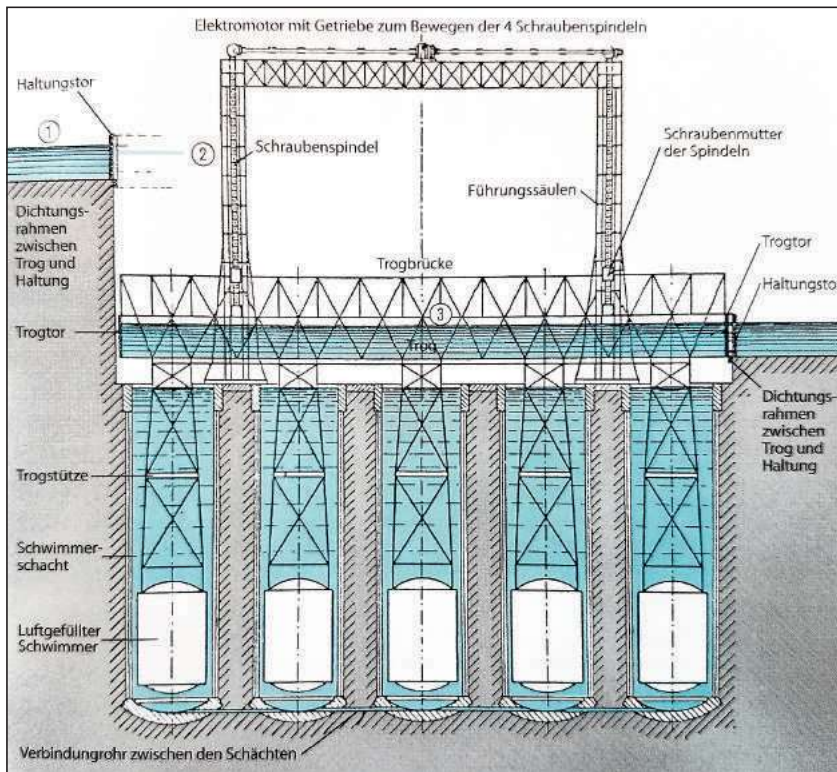 Elektromotor mit Getriebe zum Bewegen der 4 Schraubenspindeln
Haltungstor
1
2
Schraubenspindel
Schraubenmutter
der Spindeln
Führungssäulen
Dichtungs-
rahmen
zwischen
Trog und
Haltung
Trogbrücke
Trogtor
Haltungstor
3
Trogtor
Trog
Dichtungs-
rahmen
zwischen
Trog und
Haltung
Trogstütze
Schwimmer-
schacht
Luftgefüllter
Schwimmer
Verbindungrohr zwischen den Schächten